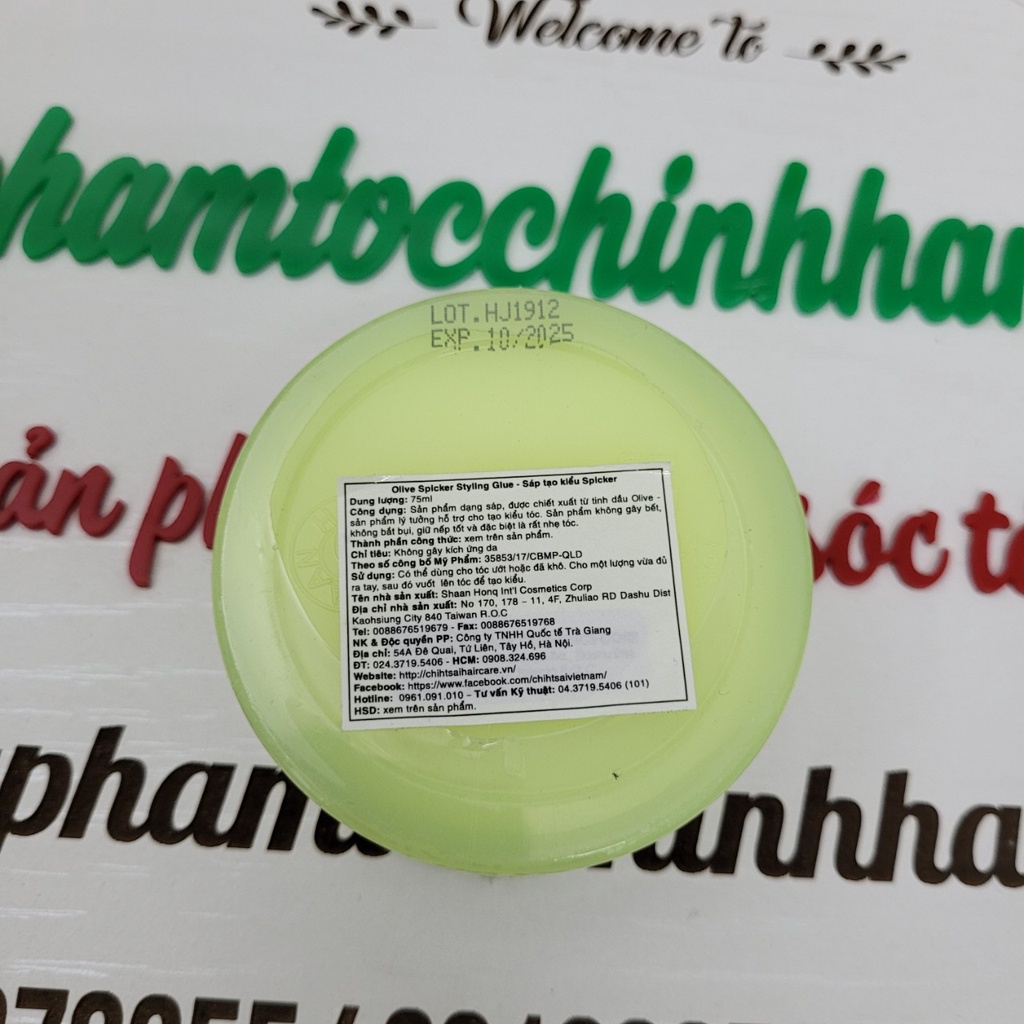 Welcome To
phamtocchinhhan
LOT.HJ1912
EXP.10/2025
ản ph
sóc tó
Olive Spicker Styling Glue - Sáp tạo kiểu Spicker
Dung lượng: 75ml
Công dụng: Sản phẩm dạng sáp, được chiết xuất từ tinh dầu Olive -
sản phẩm lý tưởng hỗ trợ cho tạo kiểu tóc. Sản phẩm không gây bết,
không bắt bụi, giữ nếp tốt và đặc biệt là rất nhẹ tóc.
Thành phần công thức: xem trên sản phẩm.
Chỉ tiêu: Không gây kích ứng da
Theo số công bố Mỹ Phẩm: 35853/17/CBMP-QLD
Sử dụng: Có thể dùng cho tóc ướt hoặc đã khô. Cho một lượng vừa đủ
ra tay, sau đó vuốt lên tóc để tạo kiểu.
Tên nhà sản xuất: Shaan Honq Int'l Cosmetics Corp
Địa chỉ nhà sản xuất: No 170, 178 – 11, 4F, Zhuliao RD Dashu Dist
Kaohsiung City 840 Taiwan R.O.C
Tel: 0088676519679 - Fax: 0088676519768
NK & Độc quyền PP: Công ty TNHH Quốc tế Trà Giang
Địa chỉ: 54A Đê Quai, Tứ Liên, Tây Hồ, Hà Nội.
ĐT: 024.3719.5406 - HCM: 0908.324.696
Website: http://chihtsaihaircare.vn/
Facebook: https://www.facebook.com/chihtsaivietnam/
Hotline: 0961.091.010 – Tư vấn Kỹ thuật: 04.3719.5406 (101)
HSD: xem trên sản phẩm.
pham
inhha